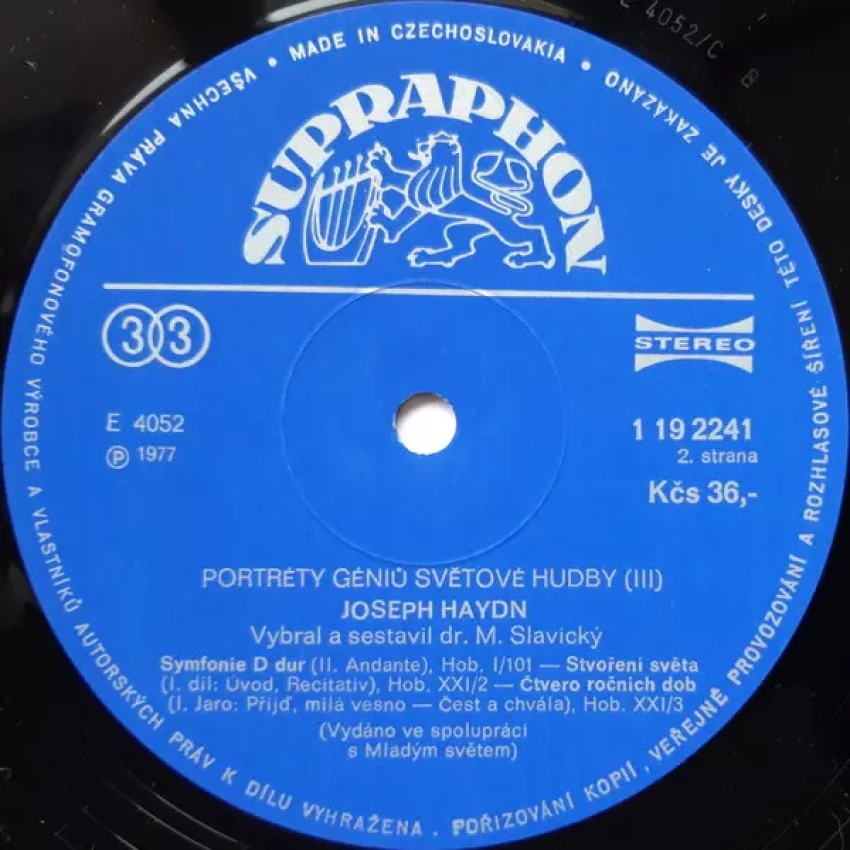 E 4052/C B
VŠECHNA PRÁVA GRAMOFONOVÉHO VÝROBCE A VLASTNÍKŮ AUTORSKÝCH PRÁV K DÍLU VYHRAŽENA . POŘIZOVÁNÍ KOPIÍ, VEŘEJNÉ PROVOZOVÁNÍ A ROZHLASOVÉ ŠÍŘENÍ TÉTO DESKY JE ZAKÁZÁNO
• MADE IN CZECHOSLOVAKIA •
SUPRAPHON
33
STEREO
E 4052
Ⓟ 1977
1 19 2241
2. strana
Kčs 36,-
PORTRÉTY GÉNIŮ SVĚTOVÉ HUDBY (III)
JOSEPH HAYDN
Vybral a sestavil dr. M. Slavický
Symfonie D dur (II. Andante), Hob. I/101 — Stvoření světa
(I. díl: Úvod, Recitativ), Hob. XXI/2 — Čtvero ročních dob
(I. Jaro: Přijď, milá vesno — Čest a chvála), Hob. XXI/3
(Vydáno ve spolupráci
s Mladým světem)